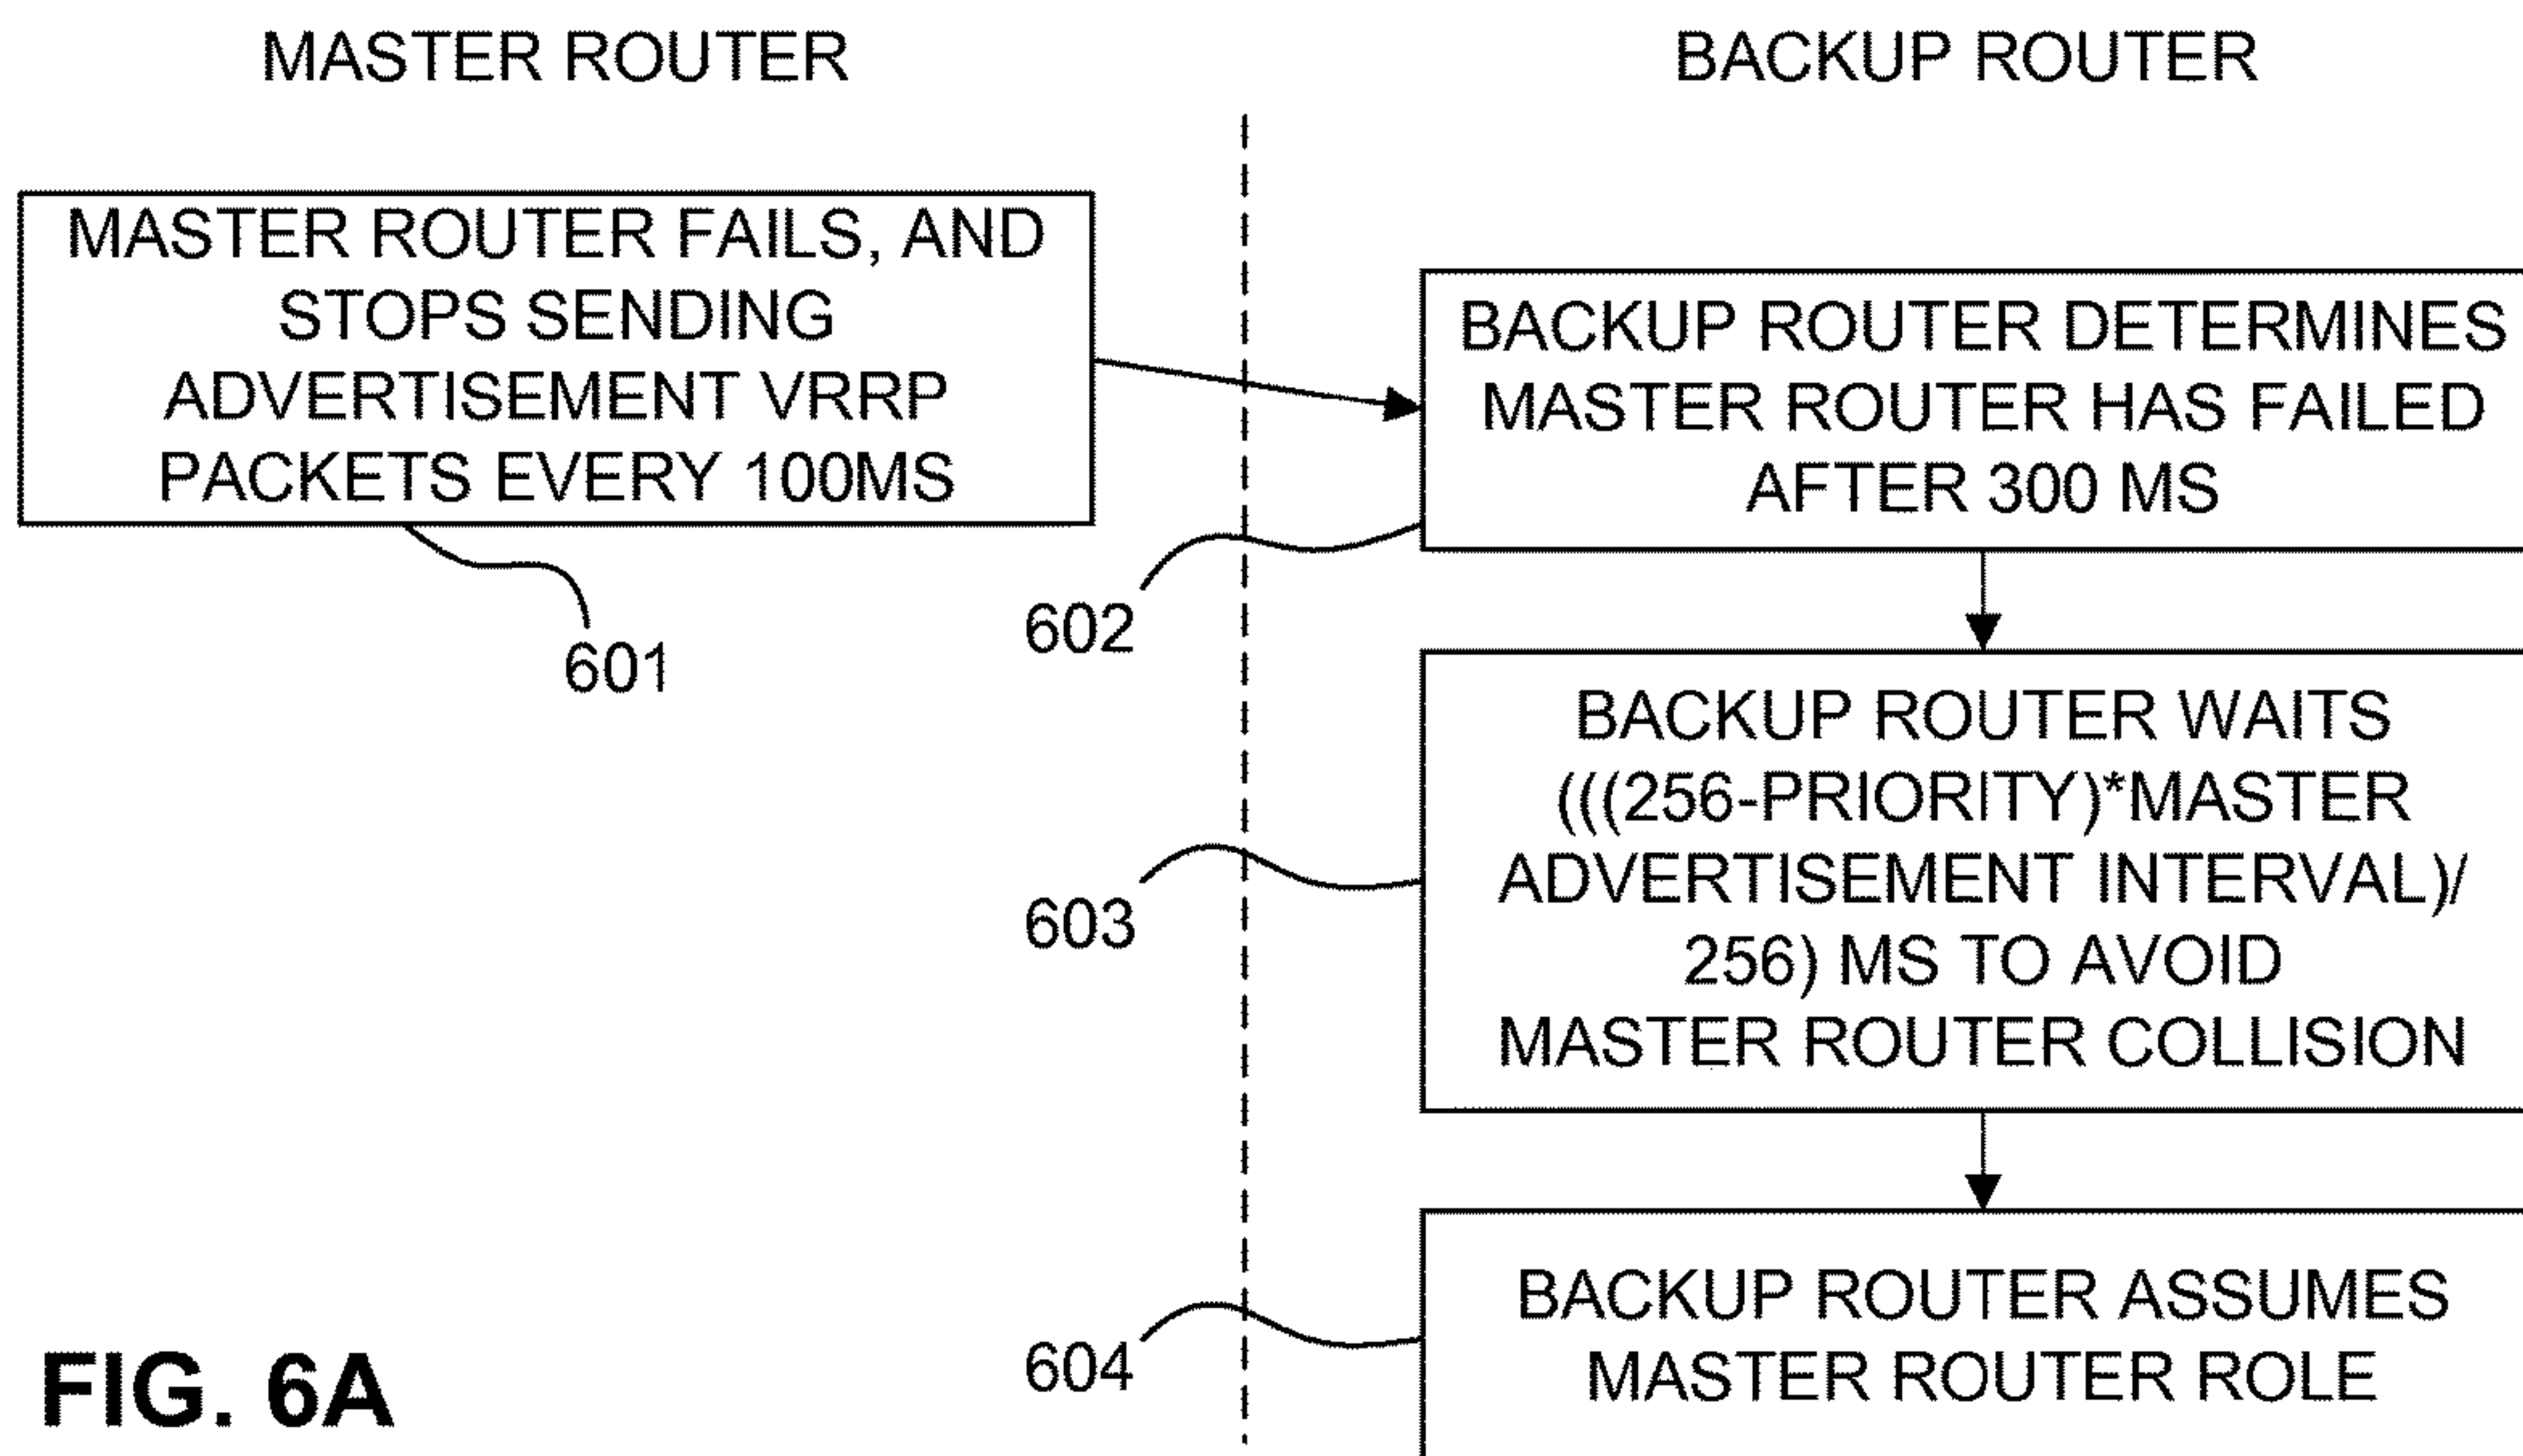 MASTER ROUTER
BACKUP ROUTER
MASTER ROUTER FAILS, AND
STOPS SENDING
ADVERTISEMENT VRRP
PACKETS EVERY 100MS
601
BACKUP ROUTER DETERMINES
MASTER ROUTER HAS FAILED
AFTER 300 MS
602
BACKUP ROUTER WAITS
(((256-PRIORITY)*MASTER
ADVERTISEMENT INTERVAL)/
256) MS TO AVOID
MASTER ROUTER COLLISION
603
BACKUP ROUTER ASSUMES
MASTER ROUTER ROLE
604
FIG. 6A